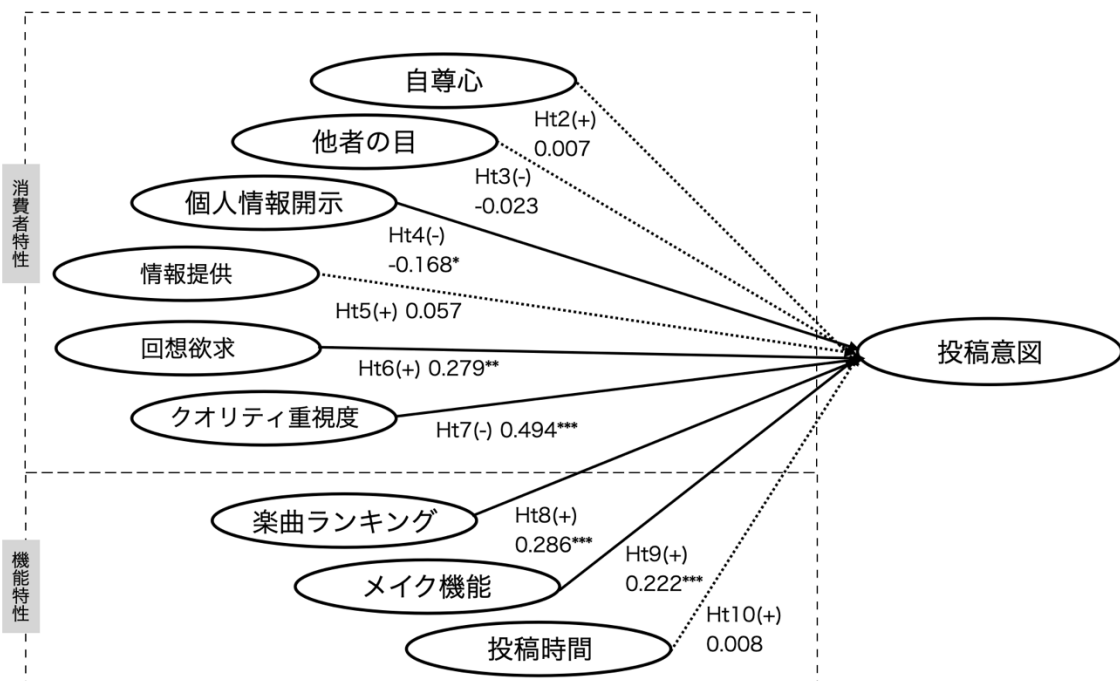 消費者特性
自尊心
Ht2(+)
0.007
他者の目
Ht3(-)
-0.023
個人情報開示
Ht4(-)
-0.168*
情報提供
Ht5(+) 0.057
回想欲求
Ht6(+) 0.279**
クオリティ重視度
Ht7(-) 0.494***
投稿意図
機能特性
楽曲ランキング
Ht8(+)
0.286***
メイク機能
Ht9(+)
0.222***
投稿時間
Ht10(+)
0.008